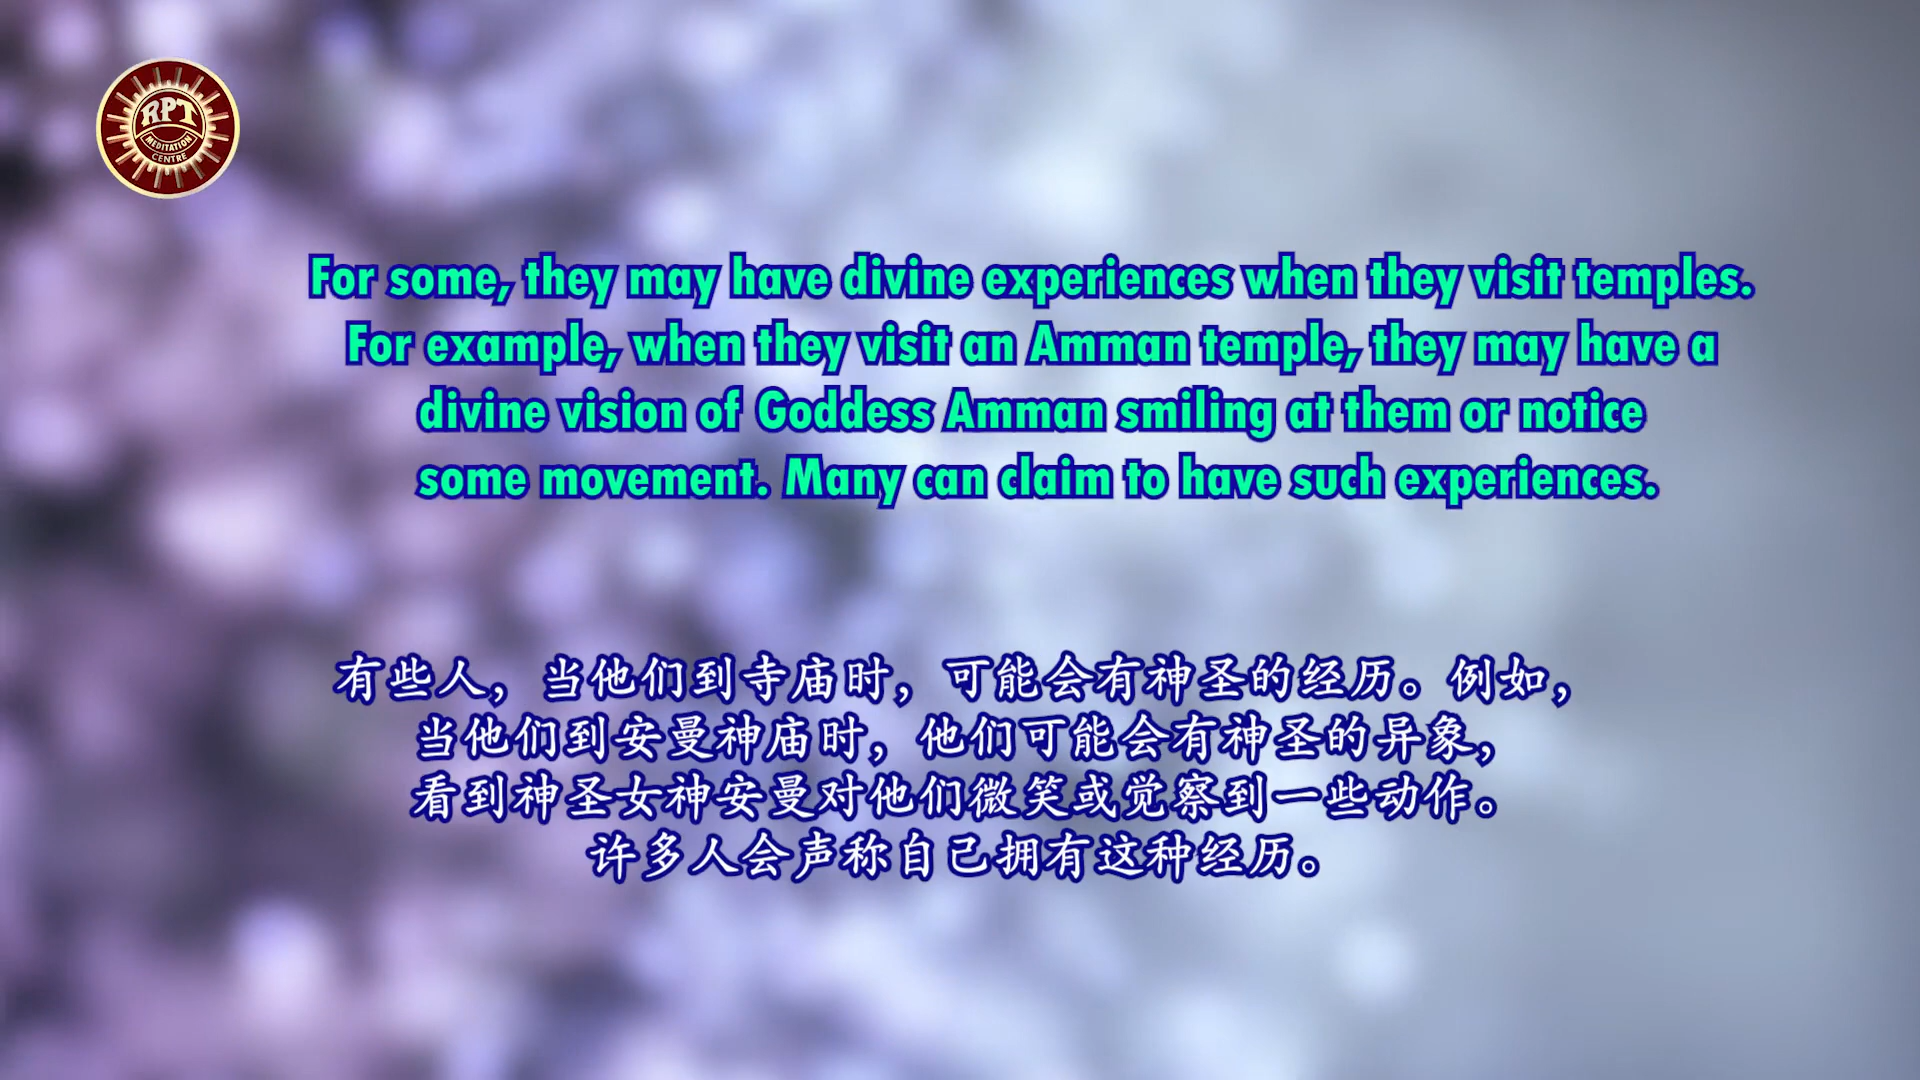 RPT
MEDITATION
CENTRE
For some, they may have divine experiences when they visit temples.
For example, when they visit an Amman temple, they may have a
divine vision of Goddess Amman smiling at them or notice
some movement. Many can claim to have such experiences.
有些人，当他们到寺庙时，可能会有神圣的经历。例如，
当他们到安曼神庙时，他们可能会有神圣的异象，
看到神圣女神安曼对他们微笑或觉察到一些动作。
许多人会声称自己拥有这种经历。